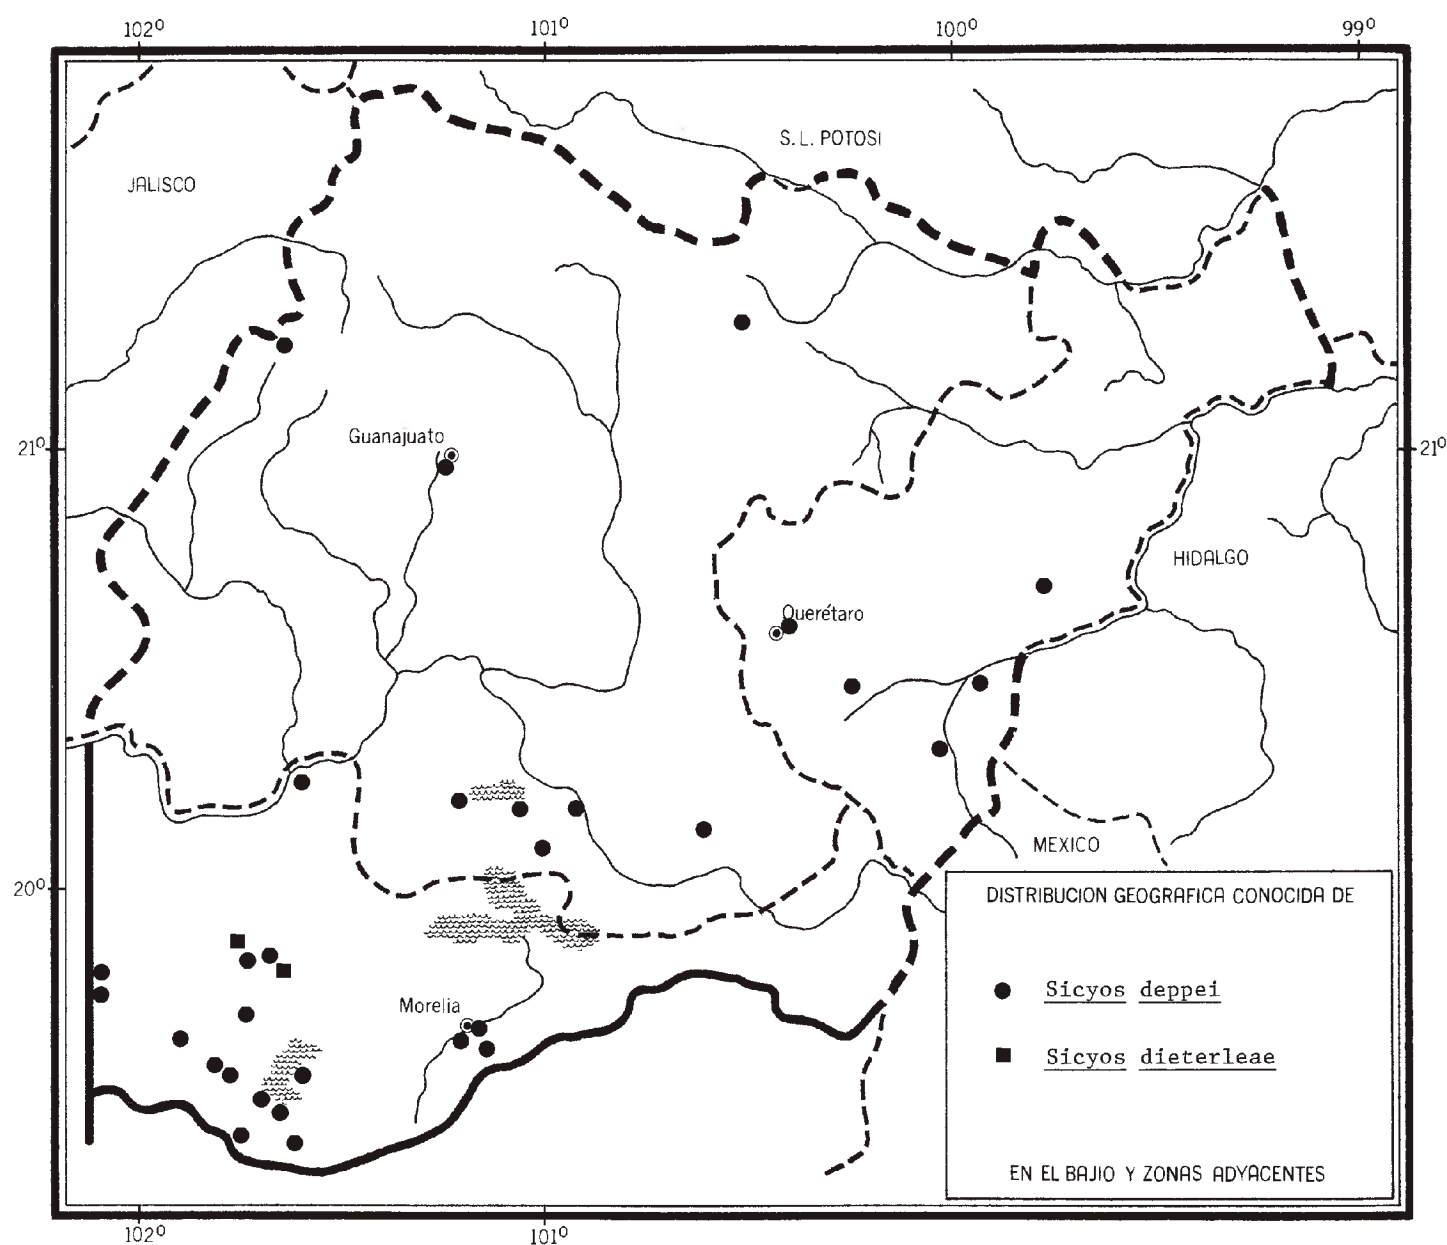 102° 101° 100° 99°
S.L. POTOSI
JALISCO
Guanajuato
21° 21°
HIDALGO
Querétaro
MEXICO
20°
DISTRIBUCION GEOGRAFICA CONOCIDA DE
Sicyos deppei
Morelia
Sicyos dieterleae
EN EL BAJIO Y ZONAS ADYACENTES
102° 101°